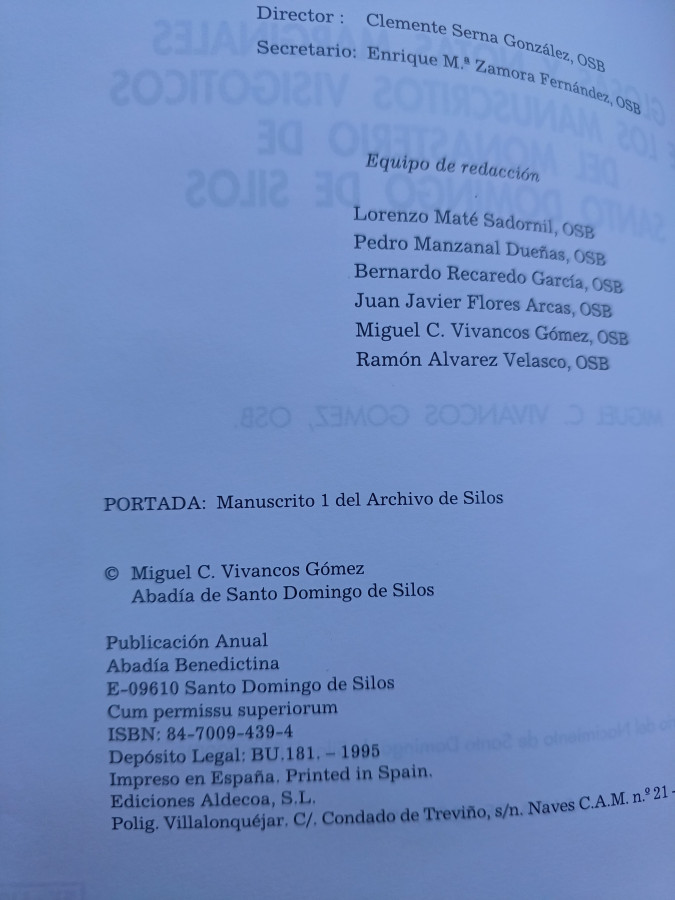 Director : Clemente Serna González, OSB
Secretario: Enrique M.ª Zamora Fernández, OSB
Equipo de redacción
Lorenzo Maté Sadornil, OSB
Pedro Manzanal Dueñas, OSB
Bernardo Recaredo García, OSB
Juan Javier Flores Arcas, OSB
Miguel C. Vivancos Gómez, OSB
Ramón Alvarez Velasco, OSB
PORTADA: Manuscrito 1 del Archivo de Silos
© Miguel C. Vivancos Gómez
Abadía de Santo Domingo de Silos
Publicación Anual
Abadía Benedictina
E-09610 Santo Domingo de Silos
Cum permissu superiorum
ISBN: 84-7009-439-4
Depósito Legal: BU.181. – 1995
Impreso en España. Printed in Spain.
Ediciones Aldecoa, S.L.
Polig. Villalonquéjar. C/. Condado de Treviño, s/n. Naves C.A.M. n.º 21 -